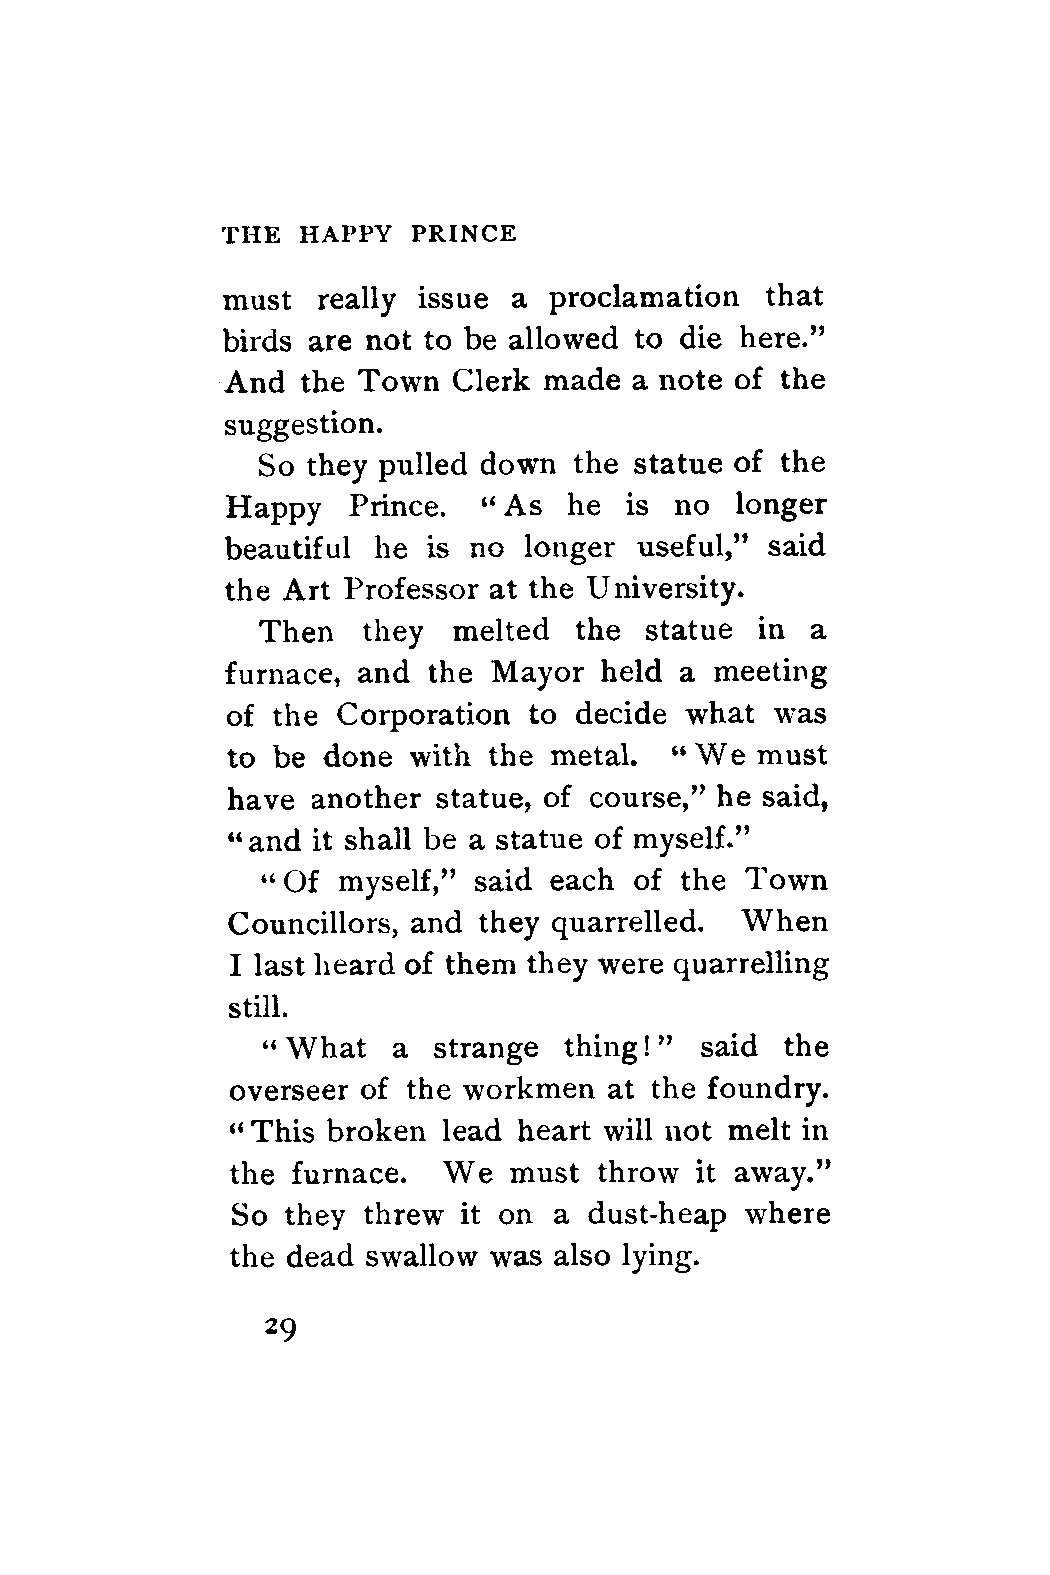 THE HAPPY PRINCE
must really issue a proclamation that
birds are not to be allowed to die here.”
And the Town Clerk made a note of the
suggestion.
So they pulled down the statue of the
Happy Prince. “As he is no longer
beautiful he is no longer useful,” said
the Art Professor at the University.
Then they melted the statue in a
furnace, and the Mayor held a meeting
of the Corporation to decide what was
to be done with the metal. “We must
have another statue, of course,” he said,
“and it shall be a statue of myself.”
“Of myself,” said each of the Town
Councillors, and they quarrelled. When
I last heard of them they were quarrelling
still.
“What a strange thing!” said the
overseer of the workmen at the foundry.
“This broken lead heart will not melt in
the furnace. We must throw it away.”
So they threw it on a dust-heap where
the dead swallow was also lying.
29